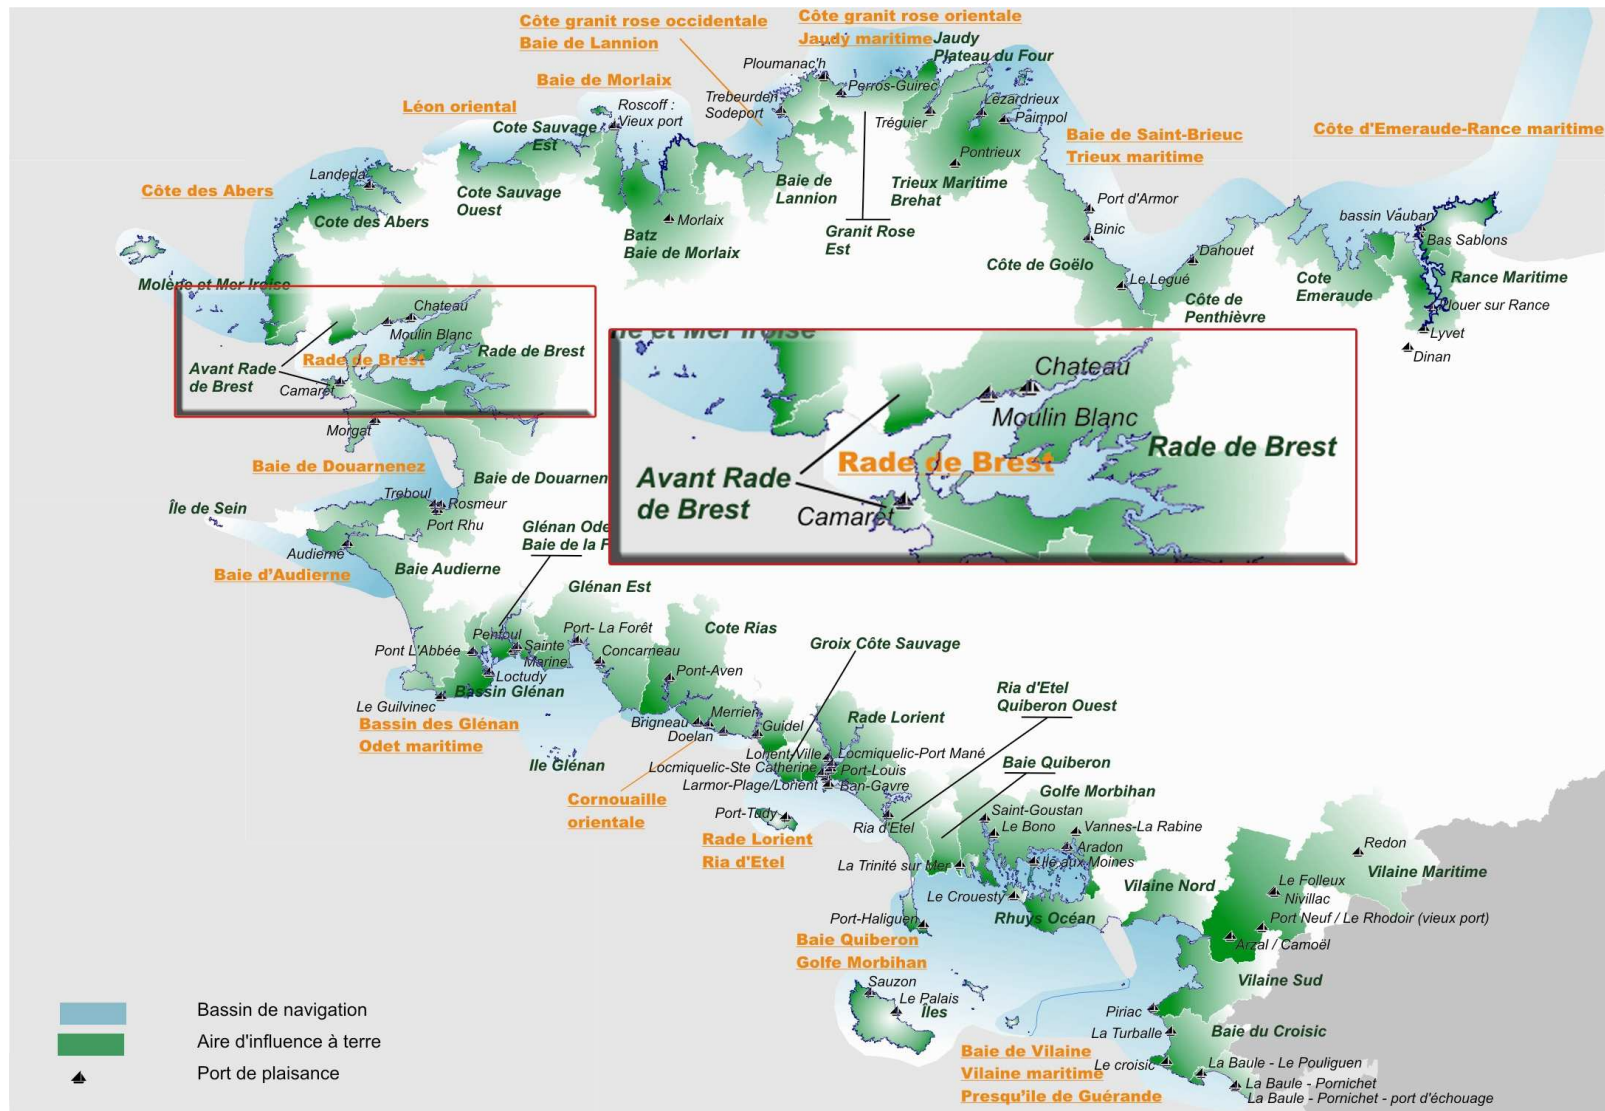 Côte granit rose occidentale
Baie de Lannion
Côte granit rose orientale
Jaudy maritime
Jaudy
Plateau du Four
Ploumanac'h
Baie de Morlaix
Perros-Guirec
Trebeurden
Sodeport
Léon oriental
Roscoff :
Vieux port
Lezardrieux
Paimpol
Tréguier
Cote Sauvage
Est
Baie de Saint-Brieuc
Trieux maritime
Côte d'Emeraude-Rance maritime
Pontrieux
Landeda
Côte des Abers
Cote Sauvage
Ouest
Baie de
Lannion
Trieux Maritime
Brehat
Port d'Armor
Cote des Abers
Morlaix
bassin Vauban
Batz
Baie de Morlaix
Granit Rose
Est
Binic
Bas Sablons
Dahouet
Côte de Goëlo
Le Legué
Cote
Emeraude
Rance Maritime
Molène et Mer Iroise
Côte de
Penthièvre
Plouer sur Rance
Lyvet
Dinan
Chateau
Moulin Blanc
Rade de Brest
Rade de Brest
Avant Rade
de Brest
Camaret
Chateau
Moulin Blanc
Rade de Brest
Rade de Brest
Avant Rade
de Brest
Camaret
Morgat
Baie de Douarnenez
Baie de Douarnen
Treboul
Rosmeur
Port Rhu
Île de Sein
Glénan Ode
Baie de la F
Audierne
Baie d'Audierne
Baie Audierne
Glénan Est
Cote Rias
Port- La Forêt
Penfoul
Sainte
Marine
Pont L'Abbée
Concarneau
Groix Côte Sauvage
Loctudy
Pont-Aven
Bassin Glénan
Le Guilvinec
Ria d'Etel
Quiberon Ouest
Bassin des Glénan
Odet maritime
Merrien
Brigneau
Doelan
Guidel
Rade Lorient
Ile Glénan
Lorient-Ville
Locmiquelic-Port Mané
Locmiquelic-Ste Catherine
Port-Louis
Larmor-Plage/Lorient
Ban-Gavre
Baie Quiberon
Golfe Morbihan
Cornouaille
orientale
Port-Tudy
Rade Lorient
Ria d'Etel
Ria d'Etel
Saint-Goustan
Le Bono
Vannes-La Rabine
Aradon
Ile aux Moines
La Trinité sur Mer
Redon
Vilaine Maritime
Le Crouesty
Vilaine Nord
Le Folleux
Nivillac
Port-Haliguen
Rhuys Océan
Port Neuf / Le Rhodoir (vieux port)
Arzal / Camoël
Baie Quiberon
Golfe Morbihan
Sauzon
Le Palais
Îles
Vilaine Sud
Piriac
La Turballe
Baie du Croisic
Baie de Vilaine
Vilaine maritime
Presqu'ile de Guérande
Le croisic
La Baule - Le Pouliguen
La Baule - Pornichet
La Baule - Pornichet - port d'échouage
Bassin de navigation
Aire d'influence à terre
Port de plaisance